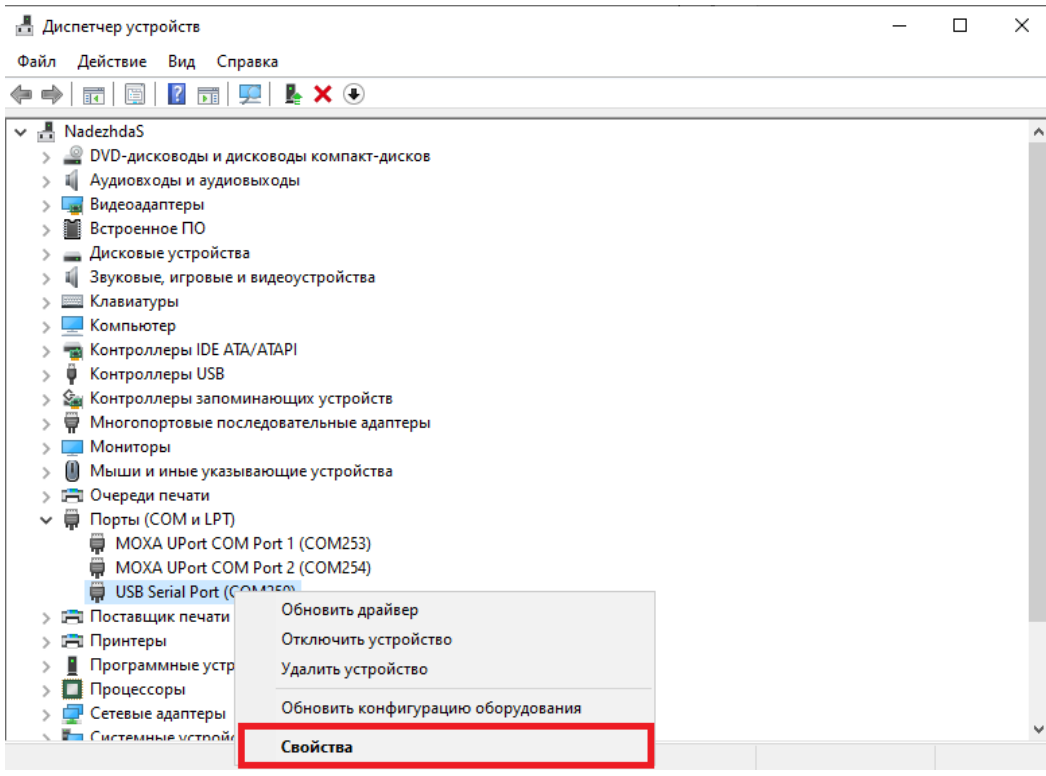 Диспетчер устройств
Файл Действие Вид Справка
NadezhdaS
DVD-дисководы и дисководы компакт-дисков
Аудиовходы и аудиовыходы
Видеоадаптеры
Встроенное ПО
Дисковые устройства
Звуковые, игровые и видеоустройства
Клавиатуры
Компьютер
Контроллеры IDE ATA/ATAPI
Контроллеры USB
Контроллеры запоминающих устройств
Многопортовые последовательные адаптеры
Мониторы
Мыши и иные указывающие устройства
Очереди печати
Порты (COM и LPT)
MOXA UPort COM Port 1 (COM253)
MOXA UPort COM Port 2 (COM254)
USB Serial Port
Поставщик печати
Принтеры
Программные устр
Процессоры
Сетевые адаптеры
Системные
Обновить драйвер
Отключить устройство
Удалить устройство
Обновить конфигурацию оборудования
Свойства